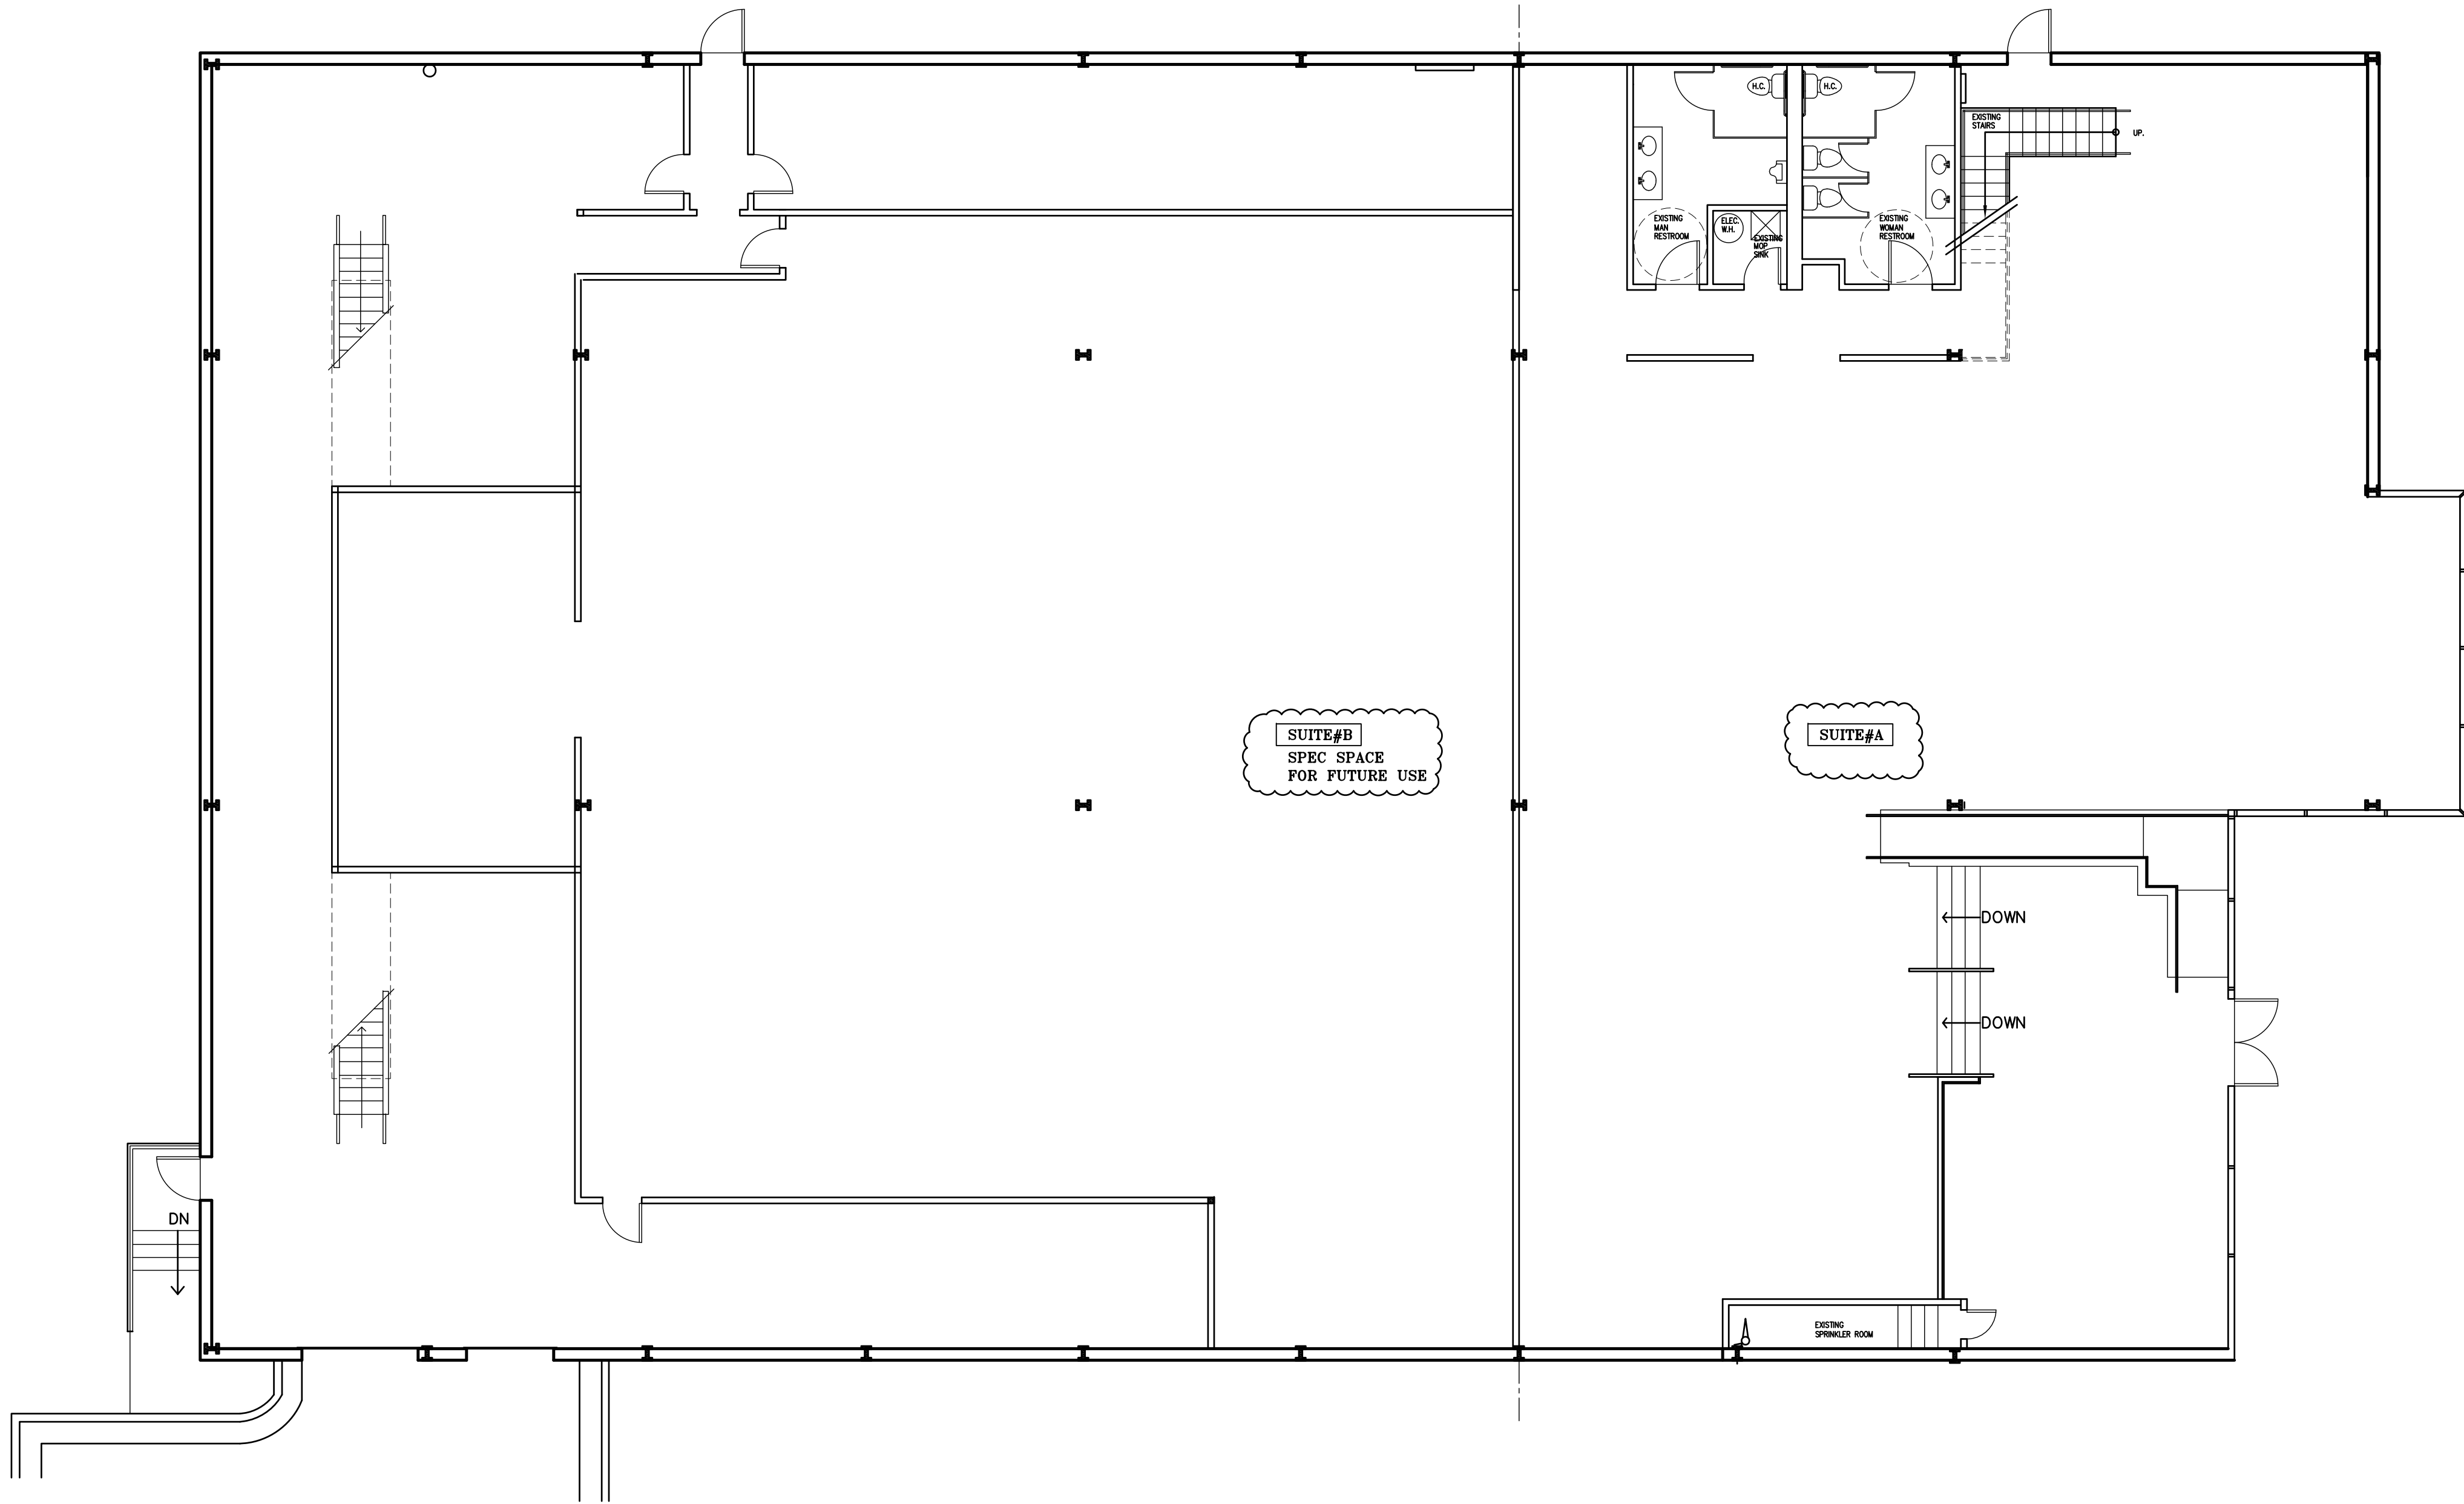 H.C.
H.C.
EXISTING
STAIRS
UP.
EXISTING
MAN
RESTROOM
ELEC.
W.H.
EXISTING
MOP
SINK
EXISTING
WOMAN
RESTROOM
SUITE#B
SPEC SPACE
FOR FUTURE USE
SUITE#A
DOWN
DOWN
DN
EXISTING
SPRINKLER ROOM